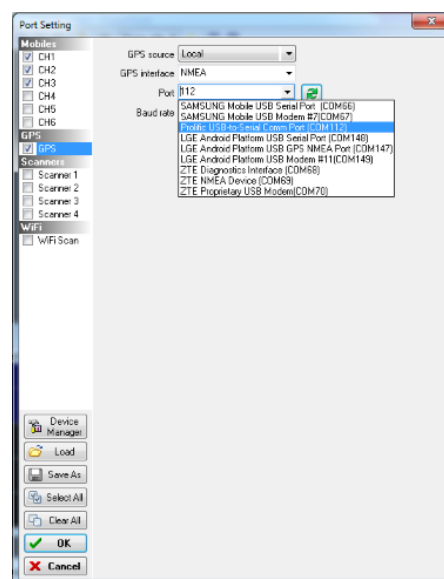 Port Setting
Mobiles
CH1
CH2
CH3
CH4
CH5
CH6
GPS
GPS
Scanners
Scanner 1
Scanner 2
Scanner 3
Scanner 4
WiFi
WiFi Scan
GPS source Local
GPS interface NMEA
Port 112
Baud rate
SAMSUNG Mobile USB Serial Port (COM66)
SAMSUNG Mobile USB Modem #7(COM67)
Prolific USB-to-Serial Comm Port (COM112)
LGE Android Platform USB Serial Port (COM148)
LGE Android Platform USB GPS NMEA Port (COM147)
LGE Android Platform USB Modem #11(COM149)
ZTE Diagnostics Interface (COM68)
ZTE NMEA Device (COM69)
ZTE Proprietary USB Modem(COM70)
Device
Manager
Load
Save As
Select All
Clear All
OK
Cancel